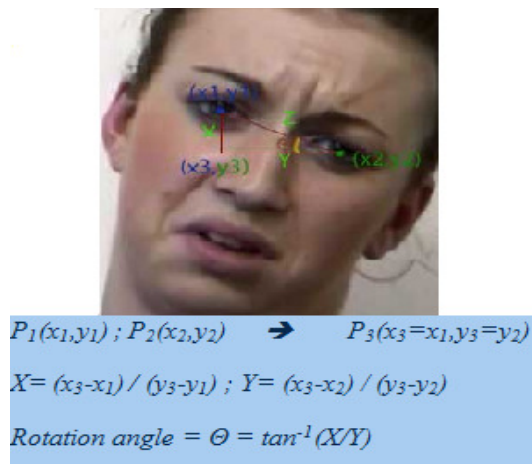 (x1,y1)
Z
X
Y
(x3,y3)
(x2,y2)
P₁(x₁,y₁) ; P₂(x₂,y₂) ➔ P₃(x₃=x₁,y₃=y₂)
X= (x₃-x₁) / (y₃-y₁) ; Y= (x₃-x₂) / (y₃-y₂)
Rotation angle = Θ = tan⁻¹(X/Y)